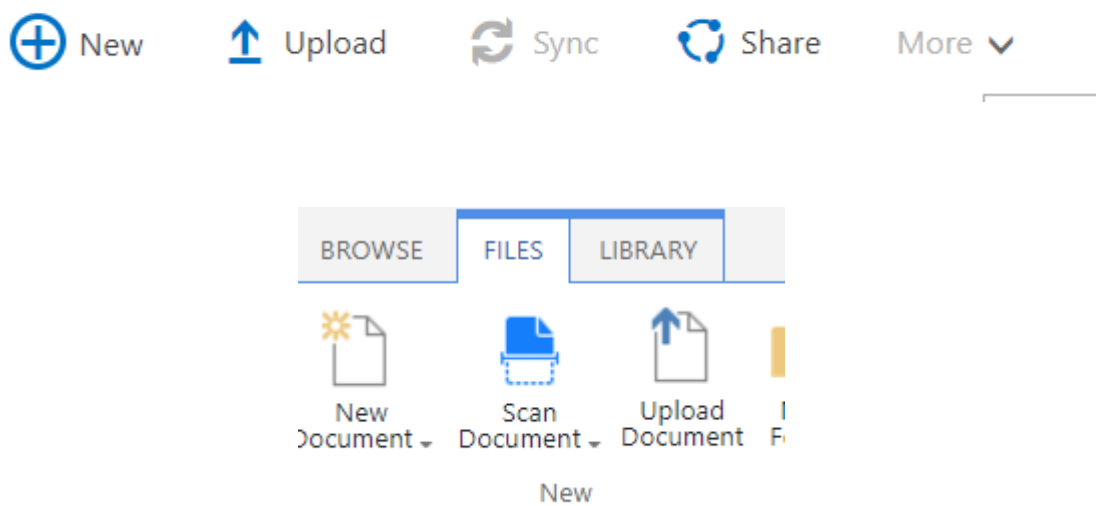 New Upload Sync Share More
BROWSE FILES LIBRARY
New Scan Upload
Document Document Document
New